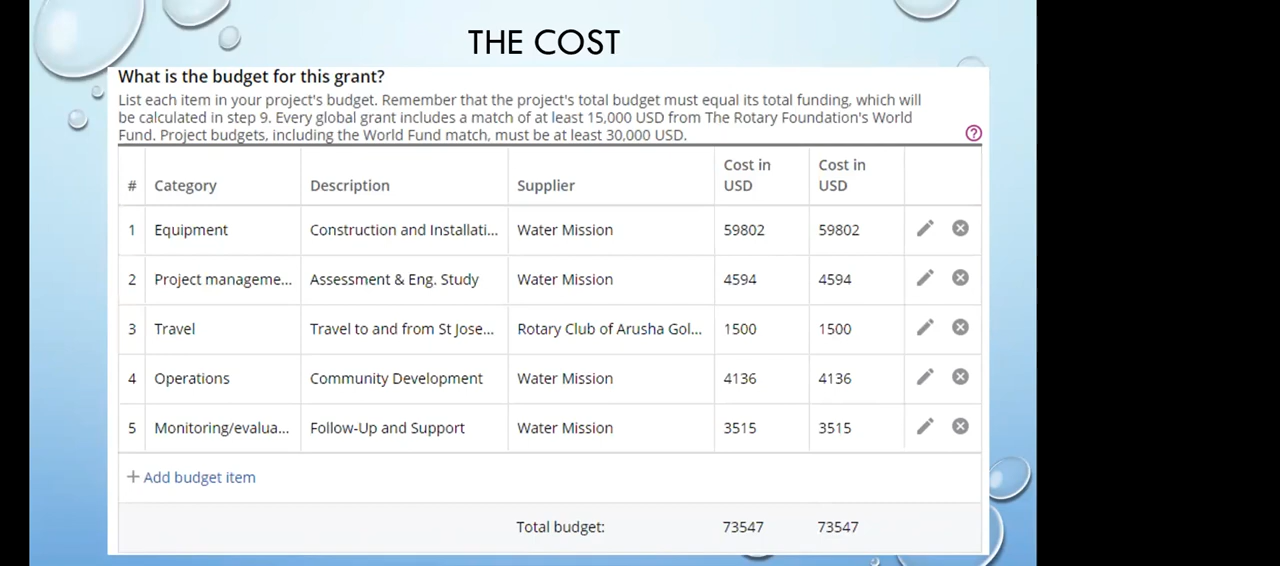 THE COST
What is the budget for this grant?
List each item in your project's budget. Remember that the project's total budget must equal its total funding, which will
be calculated in step 9. Every global grant includes a match of at least 15,000 USD from The Rotary Foundation's World
Fund. Project budgets, including the World Fund match, must be at least 30,000 USD.
# Category Description Supplier Cost in USD Cost in USD
1 Equipment Construction and Installati... Water Mission 59802 59802
2 Project manageme... Assessment & Eng. Study Water Mission 4594 4594
3 Travel Travel to and from St Jose... Rotary Club of Arusha Gol... 1500 1500
4 Operations Community Development Water Mission 4136 4136
5 Monitoring/evalua... Follow-Up and Support Water Mission 3515 3515
+ Add budget item
Total budget: 73547 73547